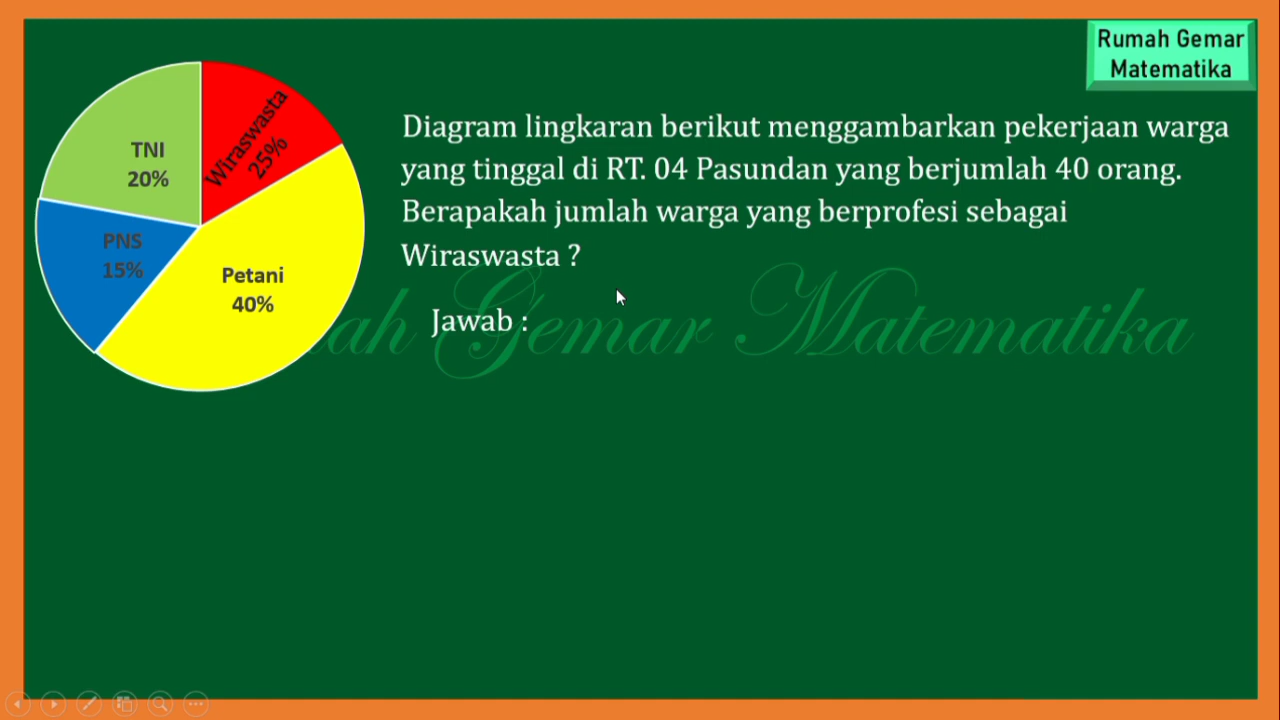 Rumah Gemar
Matematika
Wiraswasta
25%
TNI
20%
PNS
15%
Petani
40%
Diagram lingkaran berikut menggambarkan pekerjaan warga
yang tinggal di RT. 04 Pasundan yang berjumlah 40 orang.
Berapakah jumlah warga yang berprofesi sebagai
Wiraswasta ?
Jawab :
ah Gemar Matematika